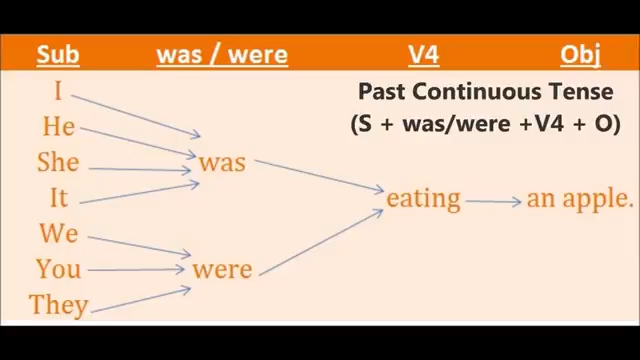 Sub was / were V4 Obj
I
He
She
It
We
You
They
was
were
Past Continuous Tense
(S + was/were +V4 + O)
eating an apple.